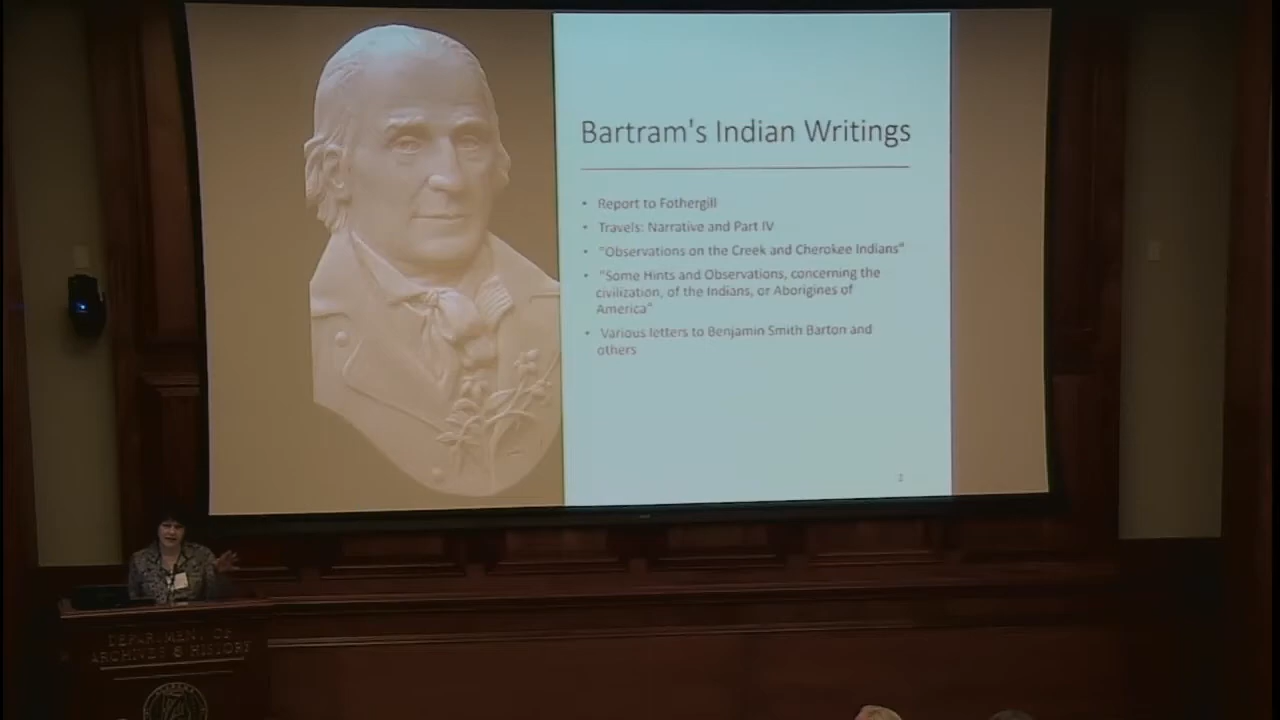 Bartram's Indian Writings
• Report to Fothergill
• Travels: Narrative and Part IV
• "Observations on the Creek and Cherokee Indians"
• "Some Hints and Observations, concerning the
civilization, of the Indians, or Aborigines of
America"
• Various letters to Benjamin Smith Barton and
others
2
DEPARTMENT OF
ARCHIVES & HISTORY